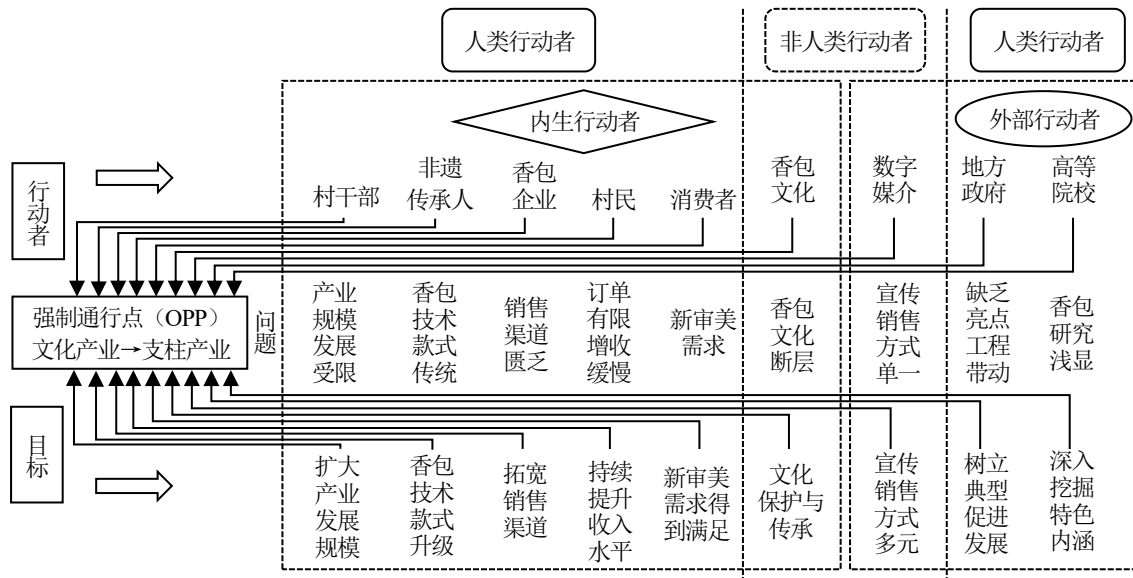 人类行动者
非人类行动者
人类行动者
内生行动者
外部行动者
行
动
者
村干部
非遗
传承人
香包
企业
村民
消费者
香包
文化
数字
媒介
地方
政府
高等
院校
强制通行点（OPP）
文化产业→支柱产业
问
题
产业
规模
发展
受限
香包
技术
款式
传统
销售
渠道
匮乏
订单
有限
增收
缓慢
新审美
需求
香包
文化
断层
宣传
销售
方式
单一
缺乏
亮点
工程
带动
香包
研究
浅显
目
标
扩大
产业
发展
规模
香包
技术
款式
升级
拓宽
销售
渠道
持续
提升
收入
水平
新审美
需求得
到满足
文化
保护与
传承
宣传
销售
方式
多元
树立
典型
促进
发展
深入
挖掘
特色
内涵